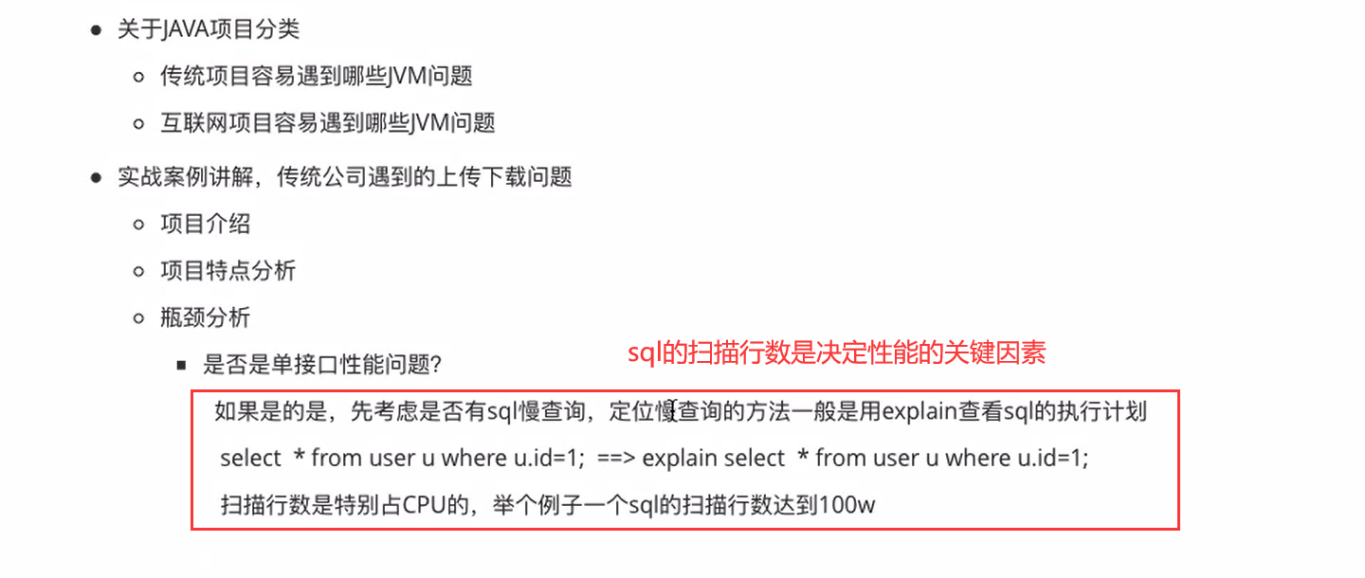 关于JAVA项目分类
传统项目容易遇到哪些JVM问题
互联网项目容易遇到哪些JVM问题
实战案例讲解，传统公司遇到的上传下载问题
项目介绍
项目特点分析
瓶颈分析
是否是单接口性能问题？
sql的扫描行数是决定性能的关键因素
如果是的是，先考虑是否有sql慢查询，定位慢查询的方法一般是用explain查看sql的执行计划
select * from user u where u.id=1; ==> explain select * from user u where u.id=1;
扫描行数是特别占CPU的，举个例子一个sql的扫描行数达到100w